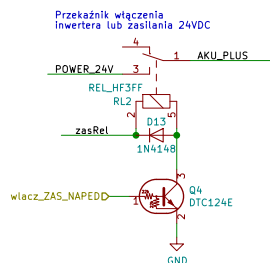 Przekaźnik włączenia
inwertera lub zasilania 24VDC
4
1
AKU_PLUS
POWER_24V
3
REL_HF3FF
RL2
2
5
D13
zasRel
1N4148
3
Q4
wlacz_ZAS_NAPED
1
DTC124E
2
GND